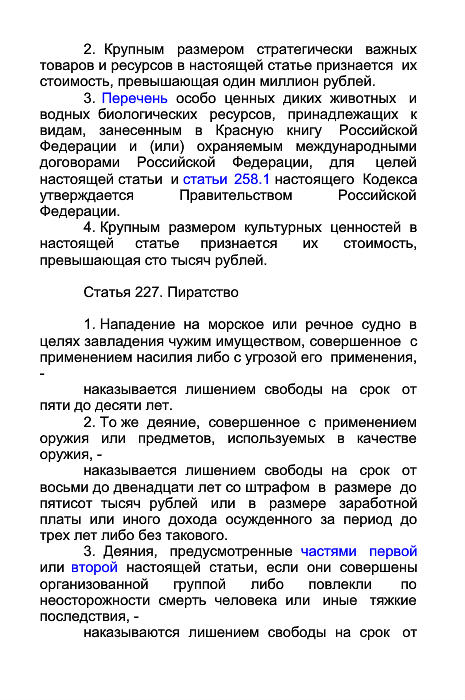 2. Крупным размером стратегически важных
товаров и ресурсов в настоящей статье признается их
стоимость, превышающая один миллион рублей.
3. Перечень особо ценных диких животных и
водных биологических ресурсов, принадлежащих к
видам, занесенным в Красную книгу Российской
Федерации и (или) охраняемым международными
договорами Российской Федерации, для целей
настоящей статьи и статьи 258.1 настоящего Кодекса
утверждается Правительством Российской
Федерации.
4. Крупным размером культурных ценностей в
настоящей статье признается их стоимость,
превышающая сто тысяч рублей.
Статья 227. Пиратство
1. Нападение на морское или речное судно в
целях завладения чужим имуществом, совершенное с
применением насилия либо с угрозой его применения,
-
наказывается лишением свободы на срок от
пяти до десяти лет.
2. То же деяние, совершенное с применением
оружия или предметов, используемых в качестве
оружия, -
наказывается лишением свободы на срок от
восьми до двенадцати лет со штрафом в размере до
пятисот тысяч рублей или в размере заработной
платы или иного дохода осужденного за период до
трех лет либо без такового.
3. Деяния, предусмотренные частями первой
или второй настоящей статьи, если они совершены
организованной группой либо повлекли по
неосторожности смерть человека или иные тяжкие
последствия, -
наказываются лишением свободы на срок от